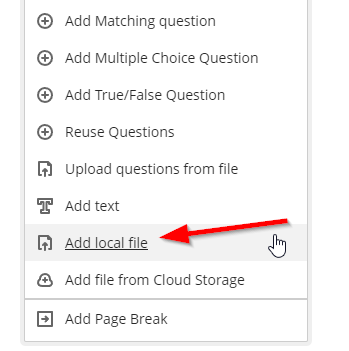 Add Matching question
Add Multiple Choice Question
Add True/False Question
Reuse Questions
Upload questions from file
Add text
Add local file
Add file from Cloud Storage
Add Page Break